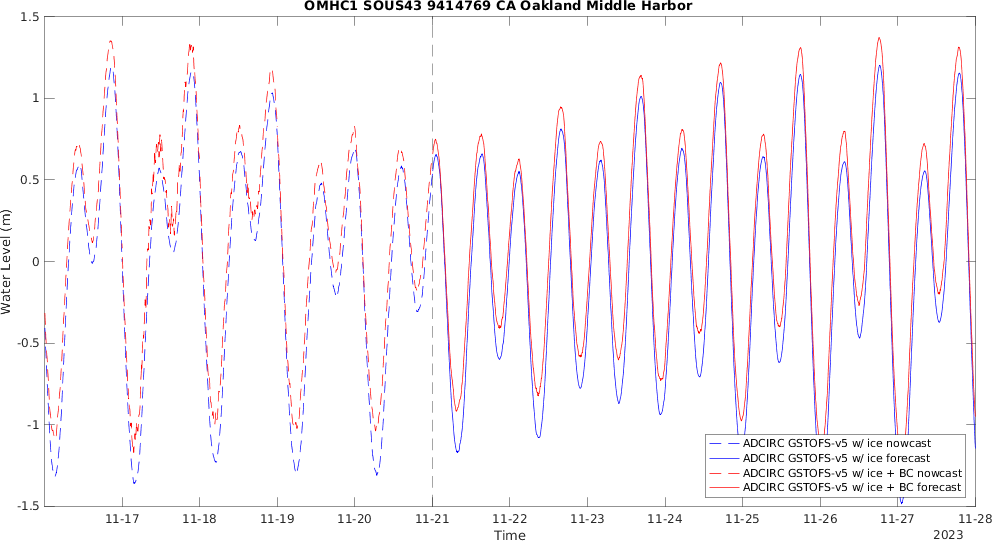 OMHC1 SOUS43 9414769 CA Oakland Middle Harbor
1.5
1
0.5
0
-0.5
-1
-1.5
Water Level (m)
11-17
11-18
11-19
11-20
11-21
11-22
11-23
11-24
11-25
11-26
11-27
11-28
Time
2023
ADCIRC GSTOFS-v5 w/ ice nowcast
ADCIRC GSTOFS-v5 w/ ice forecast
ADCIRC GSTOFS-v5 w/ ice + BC nowcast
ADCIRC GSTOFS-v5 w/ ice + BC forecast